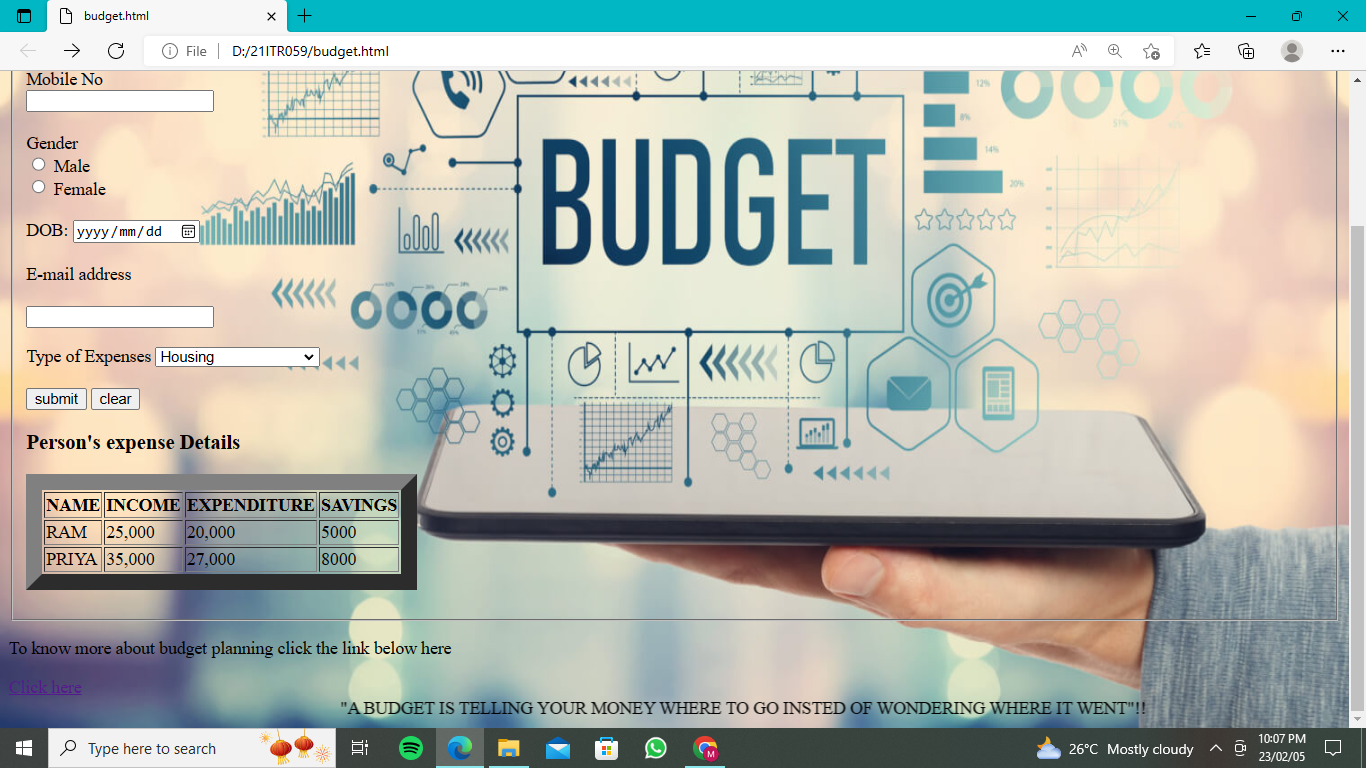 budget.html
File D:/21ITR059/budget.html
Mobile No
Gender
Male
Female
DOB: yyyy/mm/dd
E-mail address
Type of Expenses Housing
submit clear
Person's expense Details
NAME INCOME EXPENDITURE SAVINGS
RAM 25,000 20,000 5000
PRIYA 35,000 27,000 8000
BUDGET
12%
8%
14%
20%
To know more about budget planning click the link below here
Click here
"A BUDGET IS TELLING YOUR MONEY WHERE TO GO INSTED OF WONDERING WHERE IT WENT"!!
Type here to search
M
26°C Mostly cloudy
10:07 PM
23/02/05